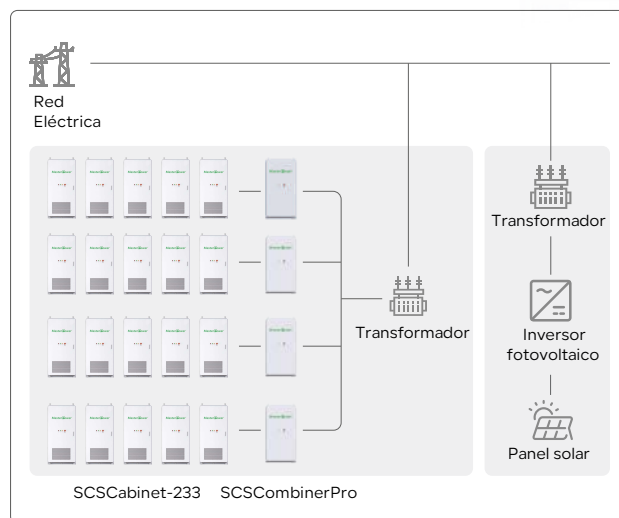 Red
Eléctrica
Transformador
Transformador
Inversor
fotovoltaico
Panel solar
SCSCabinet-233
SCSCombinerPro